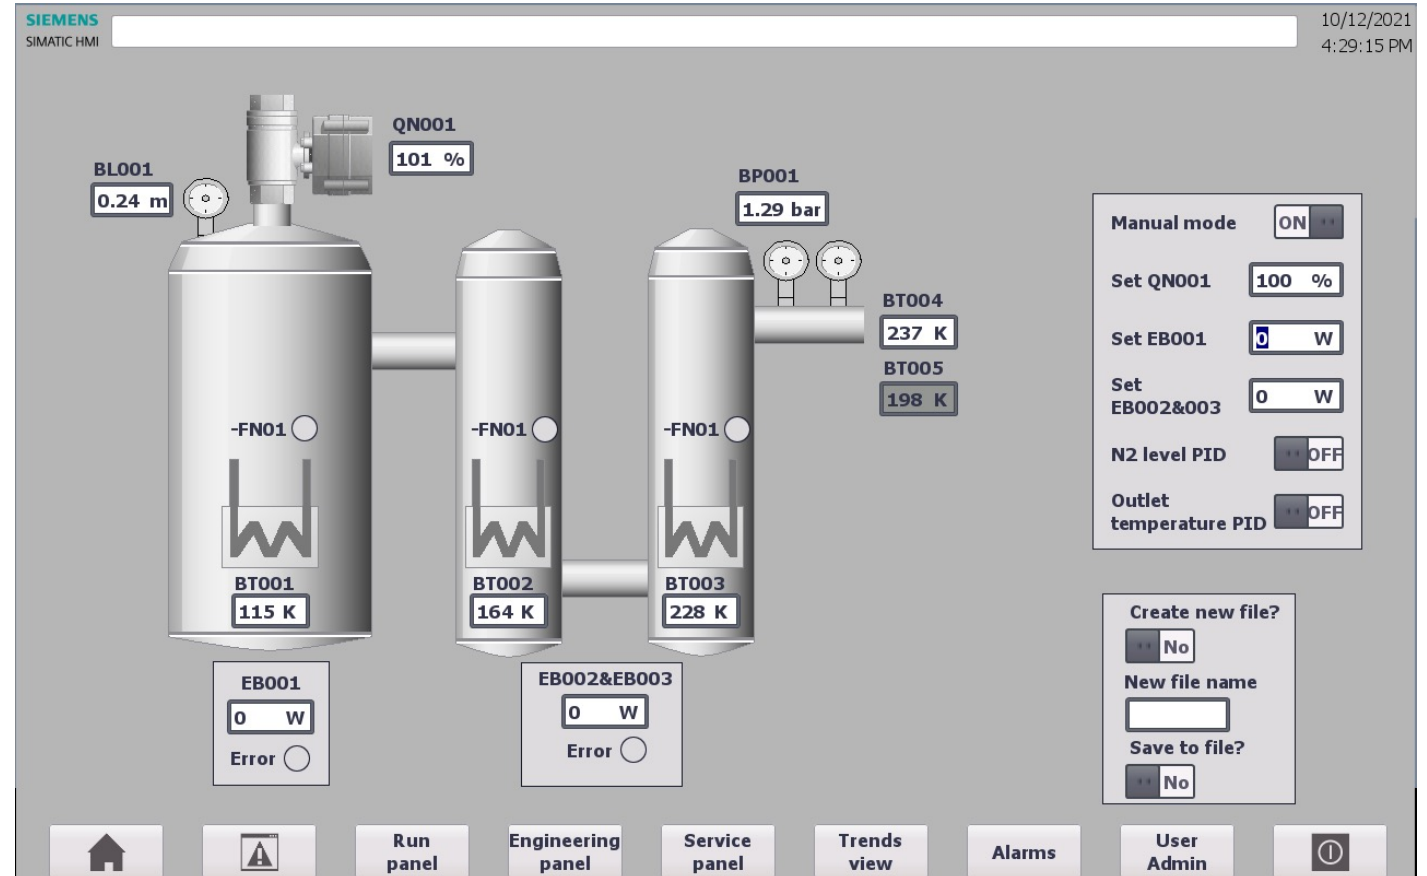 SIEMENS
SIMATIC HMI
10/12/2021
4:29:15 PM
QN001
101 %
BL001
0.24 m
BP001
1.29 bar
BT004
237 K
BT005
198 K
-FN01
-FN01
-FN01
BT001
115 K
BT002
164 K
BT003
228 K
EB001
0 W
Error
EB002&EB003
0 W
Error
Manual mode ON
Set QN001 100 %
Set EB001 0 W
Set
EB002&003 0 W
N2 level PID OFF
Outlet
temperature PID OFF
Create new file?
No
New file name
Save to file?
No
Run
panel
Engineering
panel
Service
panel
Trends
view
Alarms
User
Admin